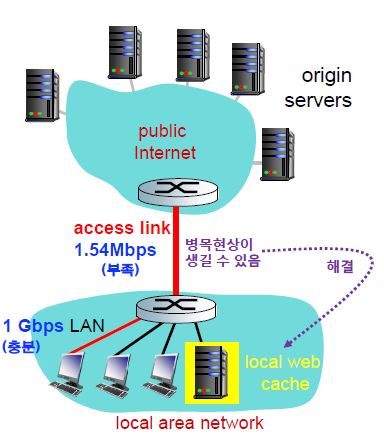 origin
servers
public
Internet
access link
1.54Mbps
(부족)
병목현상이
생길 수 있음
해결
1 Gbps LAN
(충분)
local web
cache
local area network